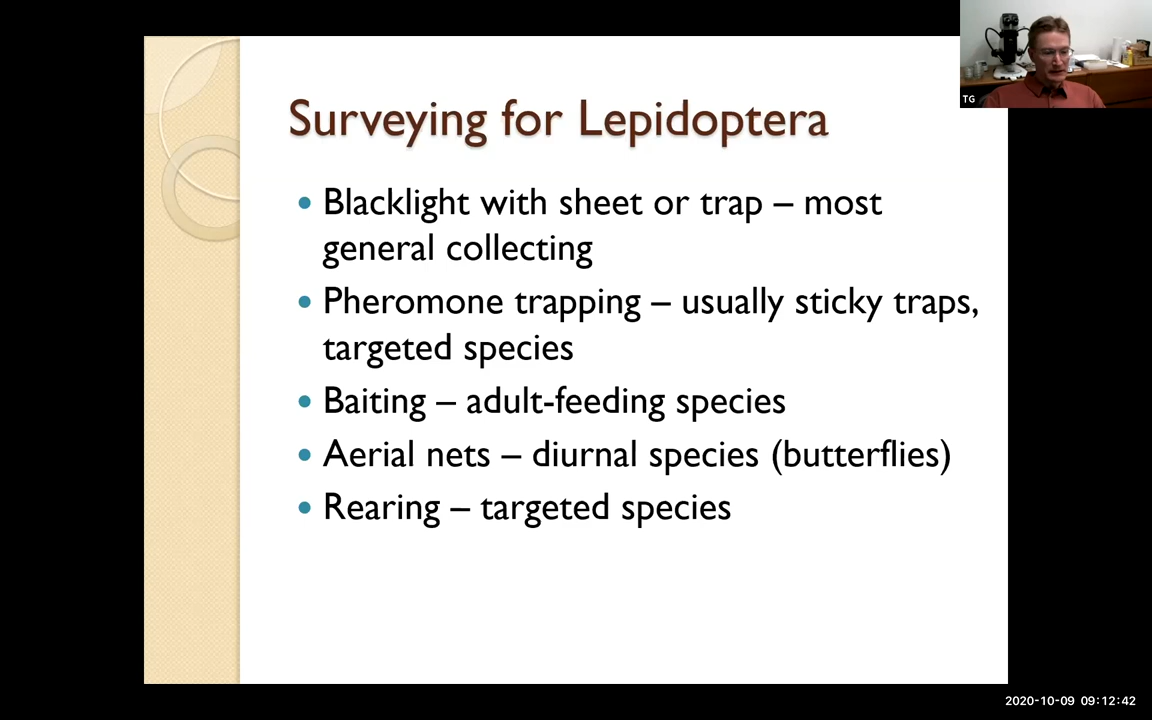 TG
Surveying for Lepidoptera
• Blacklight with sheet or trap – most
general collecting
• Pheromone trapping – usually sticky traps,
targeted species
• Baiting – adult-feeding species
• Aerial nets – diurnal species (butterflies)
• Rearing – targeted species
2020-10-09 09:12:42